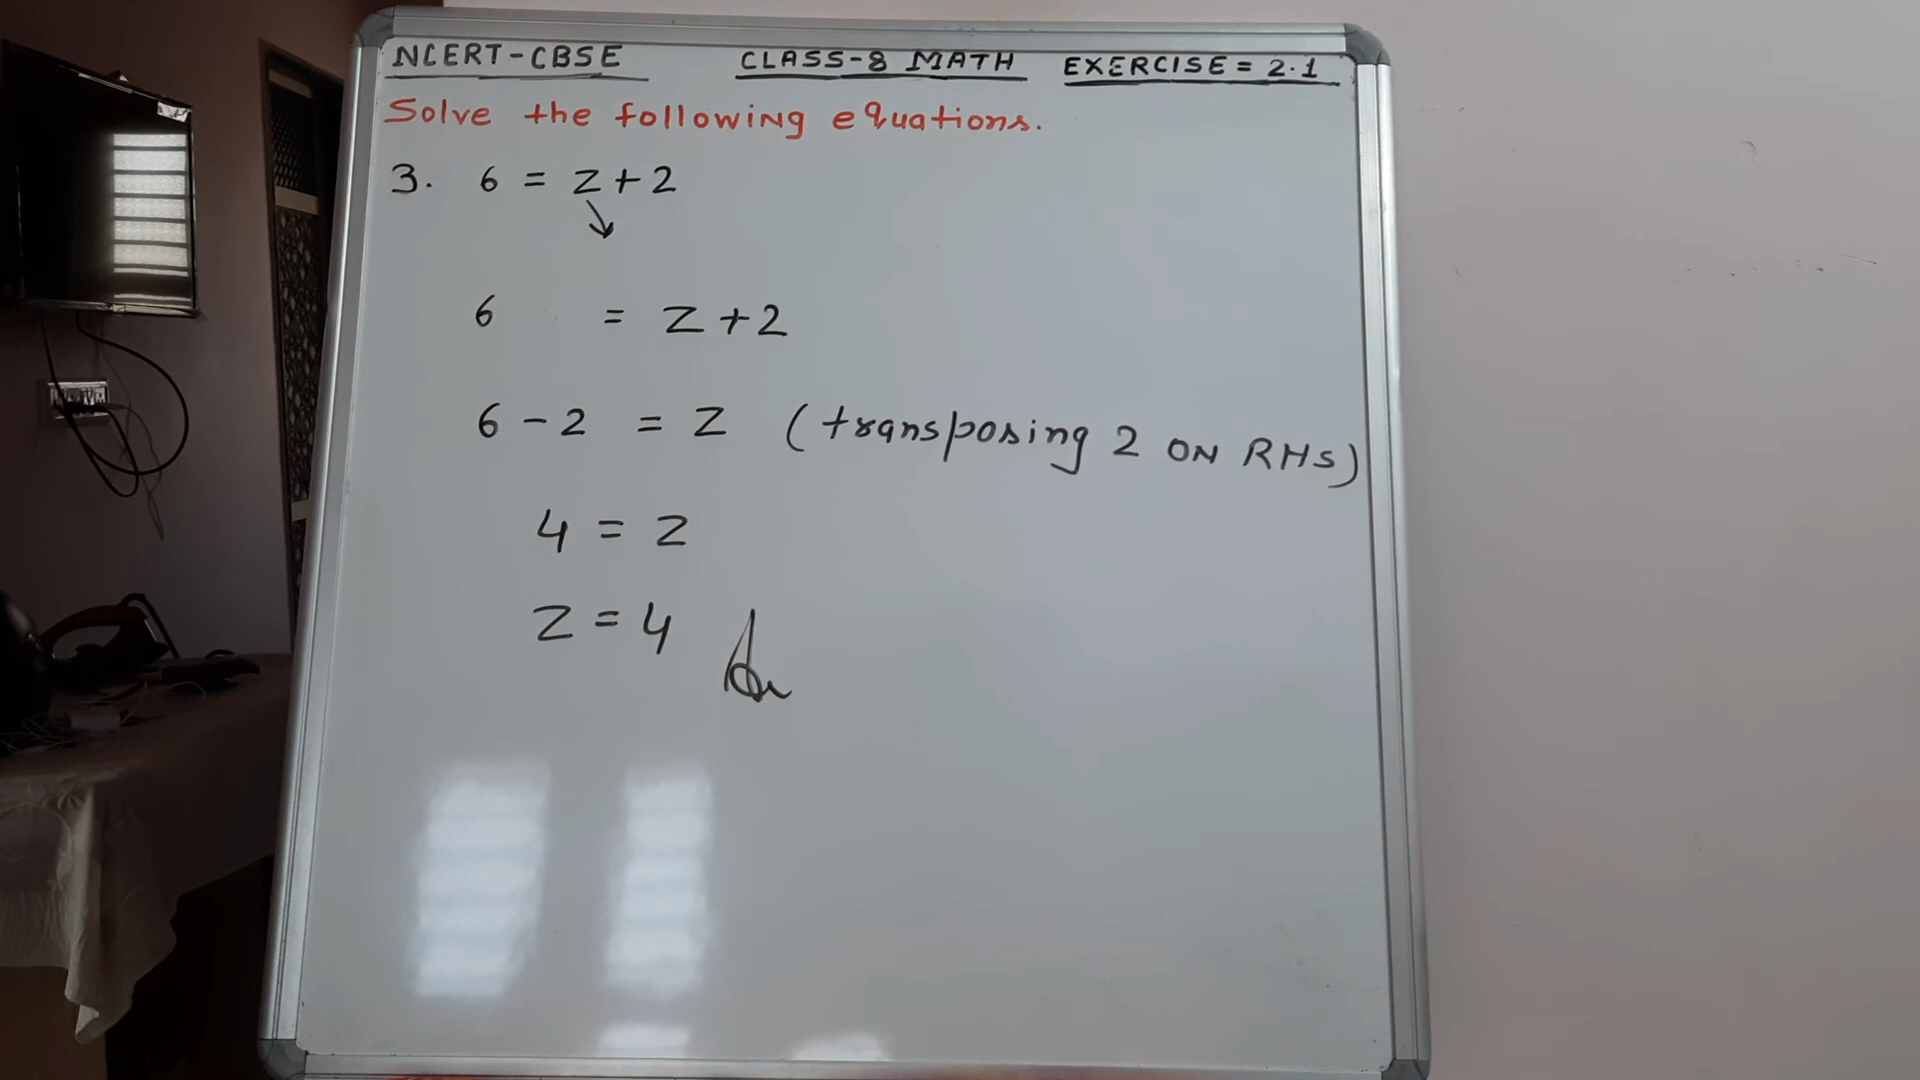 NCERT-CBSE CLASS-8 MATH EXERCISE = 2.1
Solve the following equations.
3. 6 = z + 2
6 = z + 2
6 - 2 = z (transposing 2 ON RHS)
4 = z
z = 4